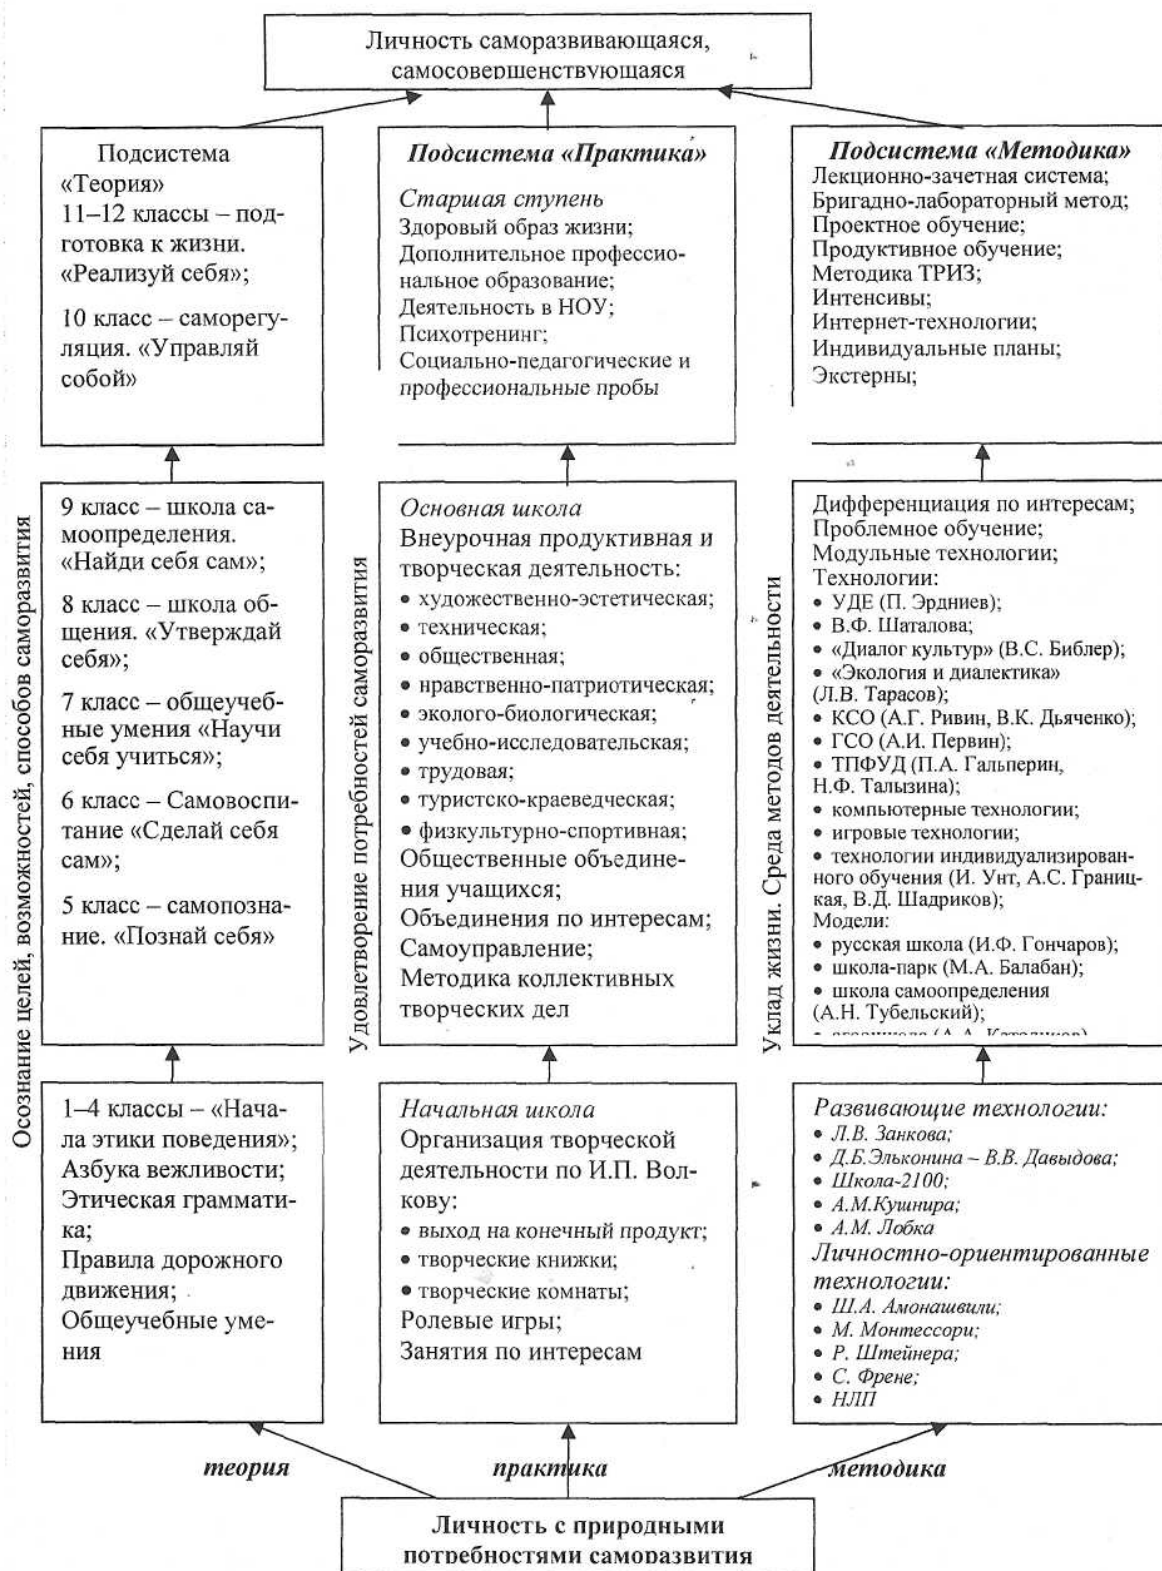 Личность саморазвивающаяся,
самосовершенствующаяся
Подсистема
«Теория»
11–12 классы – под-
готовка к жизни.
«Реализуй себя»;
10 класс – саморегу-
ляция. «Управляй
собой»
Подсистема «Практика»
Старшая ступень
Здоровый образ жизни;
Дополнительное профессио-
нальное образование;
Деятельность в НОУ;
Психотренинг;
Социально-педагогические и
профессиональные пробы
Подсистема «Методика»
Лекционно-зачетная система;
Бригадно-лабораторный метод;
Проектное обучение;
Продуктивное обучение;
Методика ТРИЗ;
Интенсивы;
Интернет-технологии;
Индивидуальные планы;
Экстерны;
Осознание целей, возможностей, способов саморазвития
9 класс – школа са-
моопределения.
«Найди себя сам»;
8 класс – школа об-
щения. «Утверждай
себя»;
7 класс – общеучеб-
ные умения «Научи
себя учиться»;
6 класс – Самовоспи-
тание «Сделай себя
сам»;
5 класс – самопозна-
ние. «Познай себя»
Удовлетворение потребностей саморазвития
Основная школа
Внеурочная продуктивная и
творческая деятельность:
• художественно-эстетическая;
• техническая;
• общественная;
• нравственно-патриотическая;
• эколого-биологическая;
• учебно-исследовательская;
• трудовая;
• туристско-краеведческая;
• физкультурно-спортивная;
Общественные объедине-
ния учащихся;
Объединения по интересам;
Самоуправление;
Методика коллективных
творческих дел
Уклад жизни. Среда методов деятельности
Дифференциация по интересам;
Проблемное обучение;
Модульные технологии;
Технологии:
• УДЕ (П. Эрдниев);
• В.Ф. Шаталова;
• «Диалог культур» (В.С. Библер);
• «Экология и диалектика»
(Л.В. Тарасов);
• КСО (А.Г. Ривин, В.К. Дьяченко);
• ГСО (А.И. Первин);
• ТПФУД (П.А. Гальперин,
Н.Ф. Талызина);
• компьютерные технологии;
• игровые технологии;
• технологии индивидуализирован-
ного обучения (И. Унт, А.С. Границ-
кая, В.Д. Шадриков);
Модели:
• русская школа (И.Ф. Гончаров);
• школа-парк (М.А. Балабан);
• школа самоопределения
(А.Н. Тубельский);
1–4 классы – «Нача-
ла этики поведения»;
Азбука вежливости;
Этическая граммати-
ка;
Правила дорожного
движения;
Общеучебные уме-
ния
Начальная школа
Организация творческой
деятельности по И.П. Вол-
кову:
• выход на конечный продукт;
• творческие книжки;
• творческие комнаты;
Ролевые игры;
Занятия по интересам
Развивающие технологии:
• Л.В. Занкова;
• Д.Б.Эльконина – В.В. Давыдова;
• Школа-2100;
• А.М.Кушнира;
• А.М. Лобка
Личностно-ориентированные
технологии:
• Ш.А. Амонашвили;
• М. Монтессори;
• Р. Штейнера;
• С. Френе;
• НЛП
теория
практика
методика
Личность с природными
потребностями саморазвития